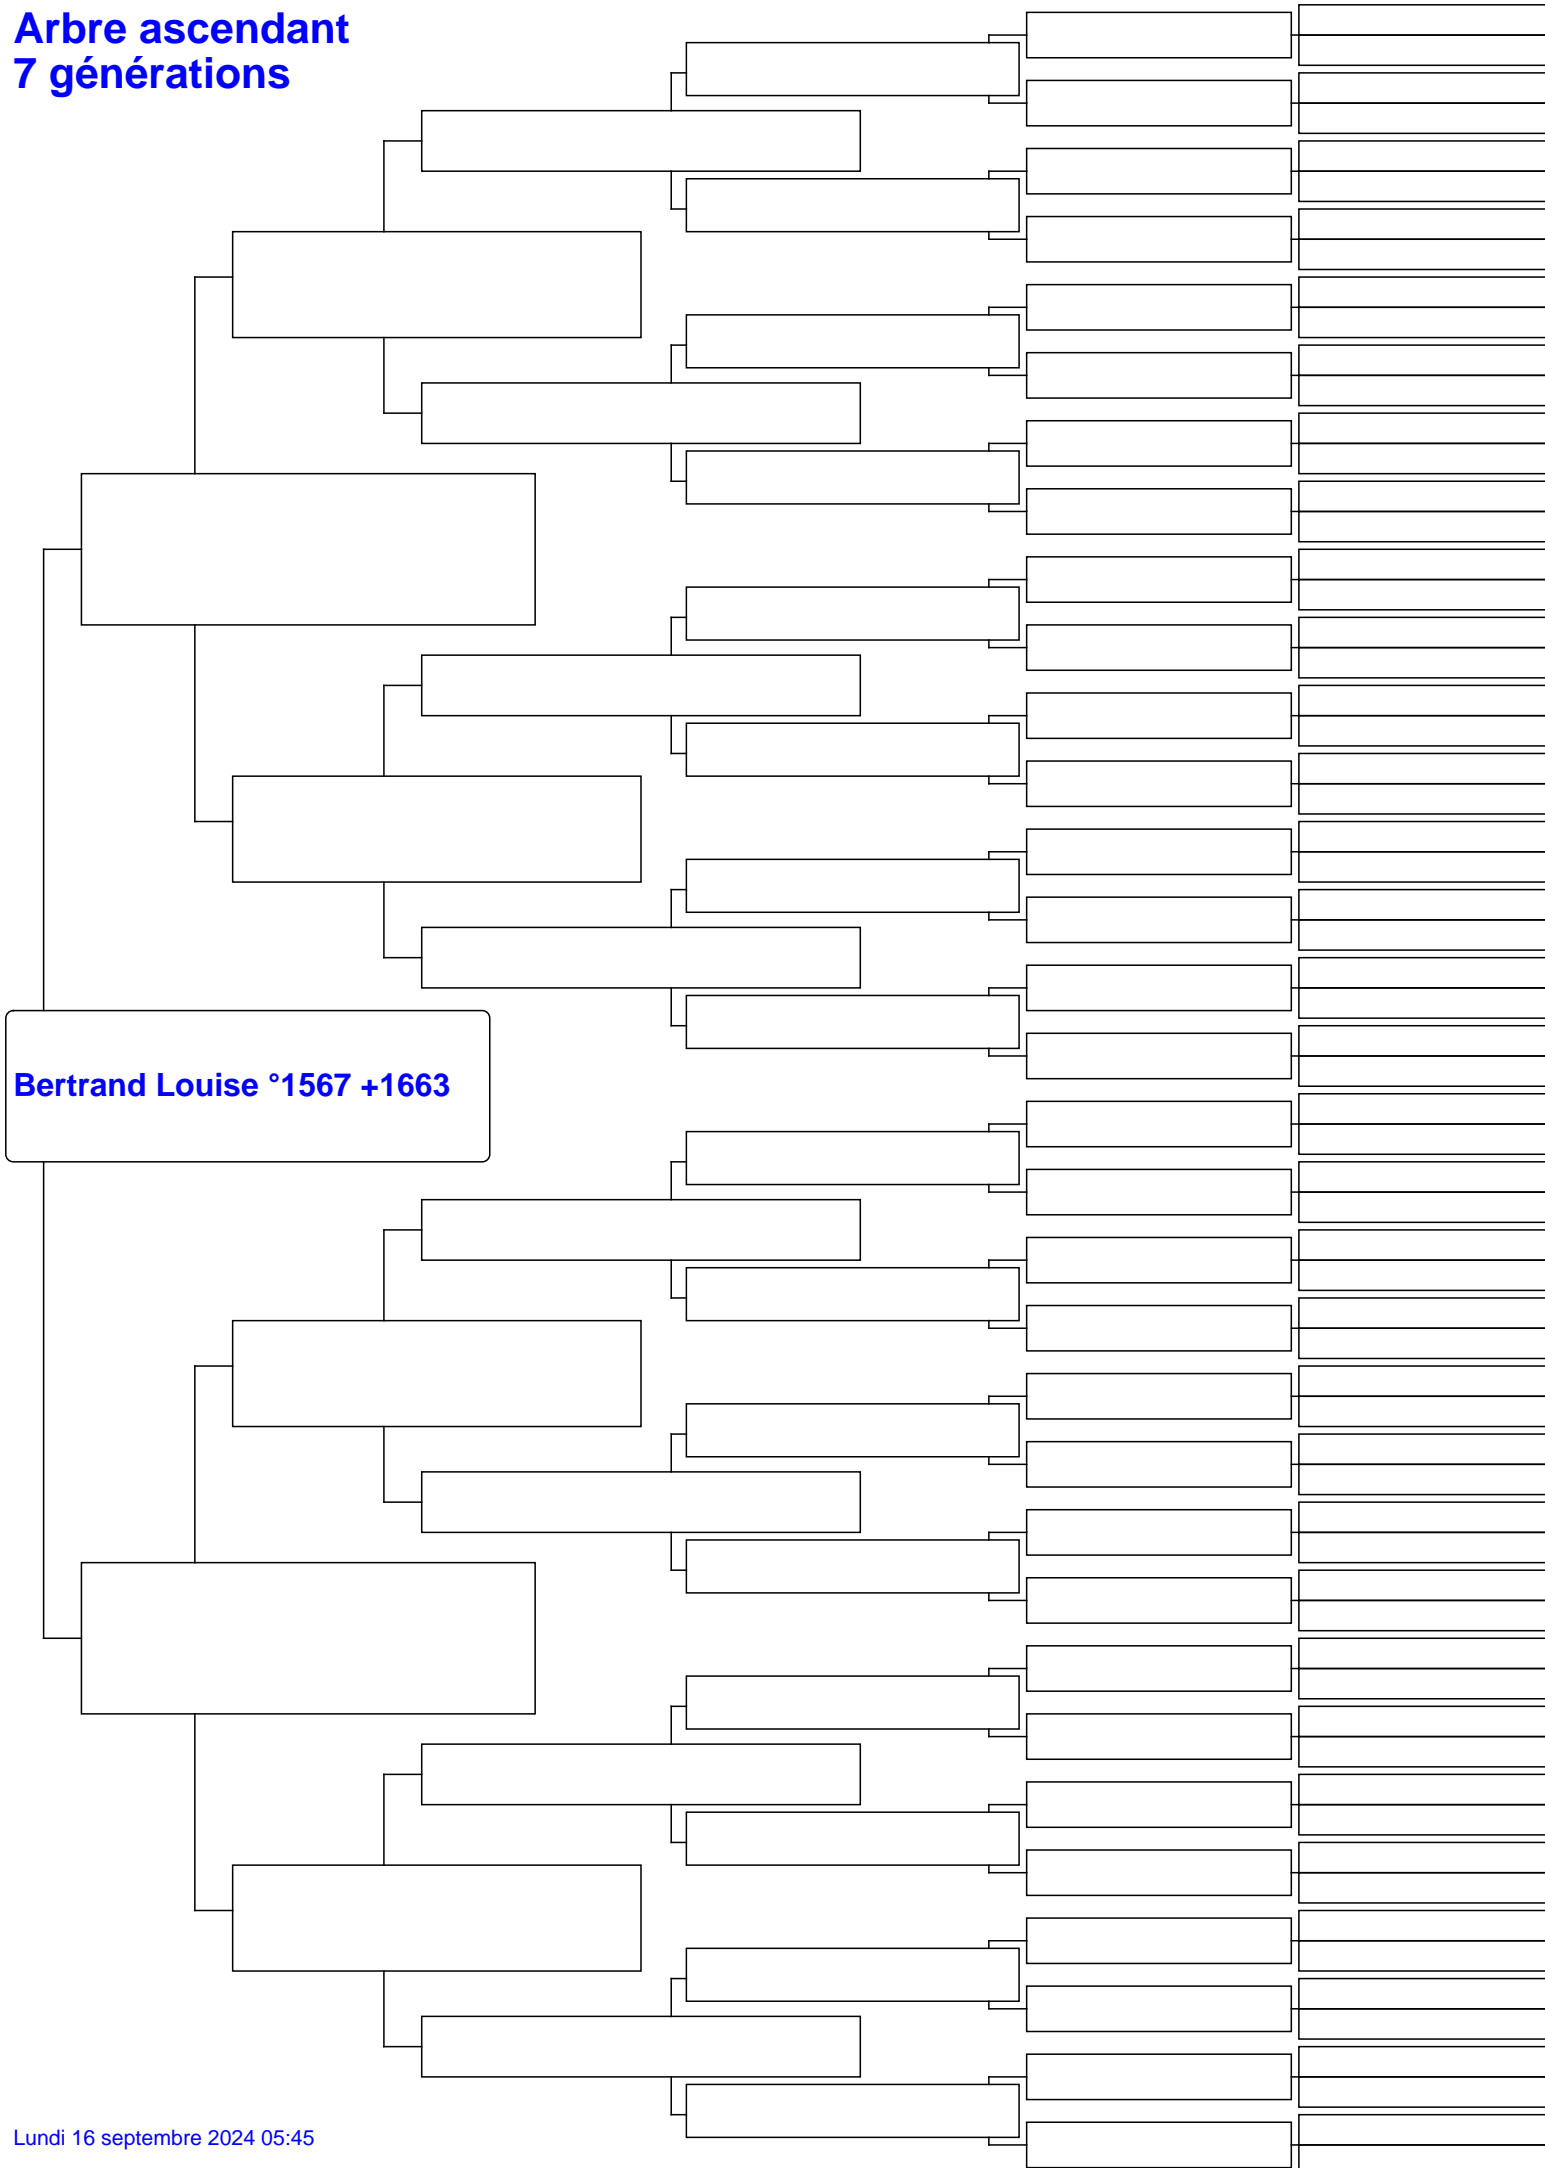 Arbre ascendant
7 générations
Bertrand Louise °1567 +1663
Lundi 16 septembre 2024 05:45